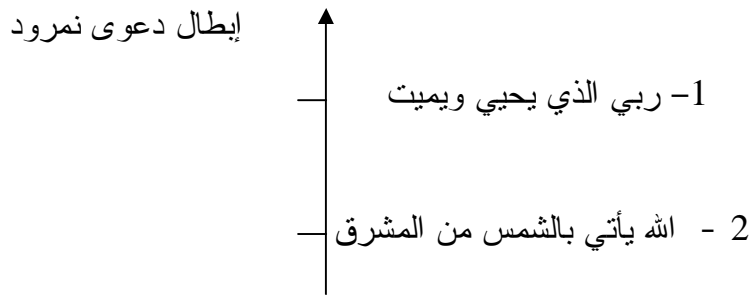 إبطال دعوى نمرود
1– ربي الذي يحيي ويميت
2 - الله يأتي بالشمس من المشرق